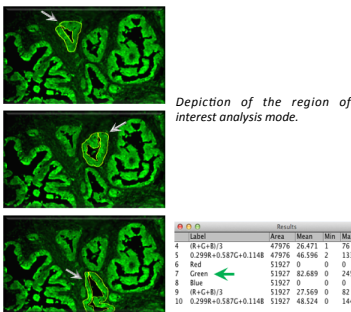 Depiction of the region of
interest analysis mode.
Results
Label Area Mean Min
4 (R+G+B)/3 47976 26.471 1 76
5 0.299R+0.587G+0.114B 47976 46.596 2
6 Red 51927 0 0 0
7 Green 51927 82.689 0
8 Blue 51927 0 0 0
9 (R+G+B)/3 51927 27.569 0 82
10 0.299R+0.587G+0.114B 51927 48.524 0